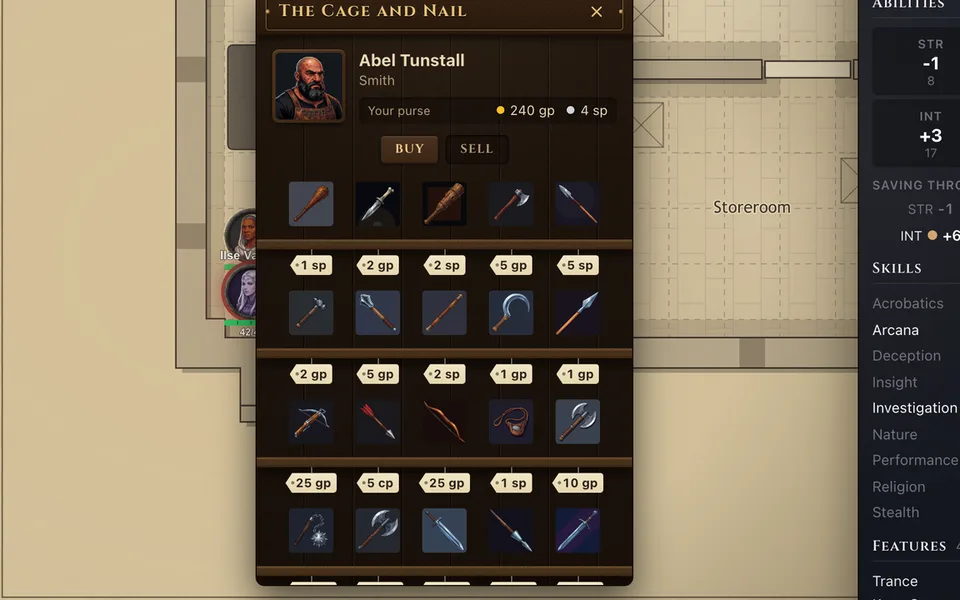 The Cage and Nail
Abel Tunstall
Smith
Your purse 240 gp 4 sp
BUY SELL
1 sp 2 gp 2 sp 5 gp 5 sp
2 gp 5 gp 2 sp 1 gp 1 gp
25 gp 5 cp 25 gp 1 sp 10 gp
Ilse Va
42/
Storeroom
ABILITIES
STR
-1
8
INT
+3
17
SAVING THRO
STR -1
INT +6
SKILLS
Acrobatics
Arcana
Deception
Insight
Investigation
Nature
Performance
Religion
Stealth
FEATURES 4
Trance